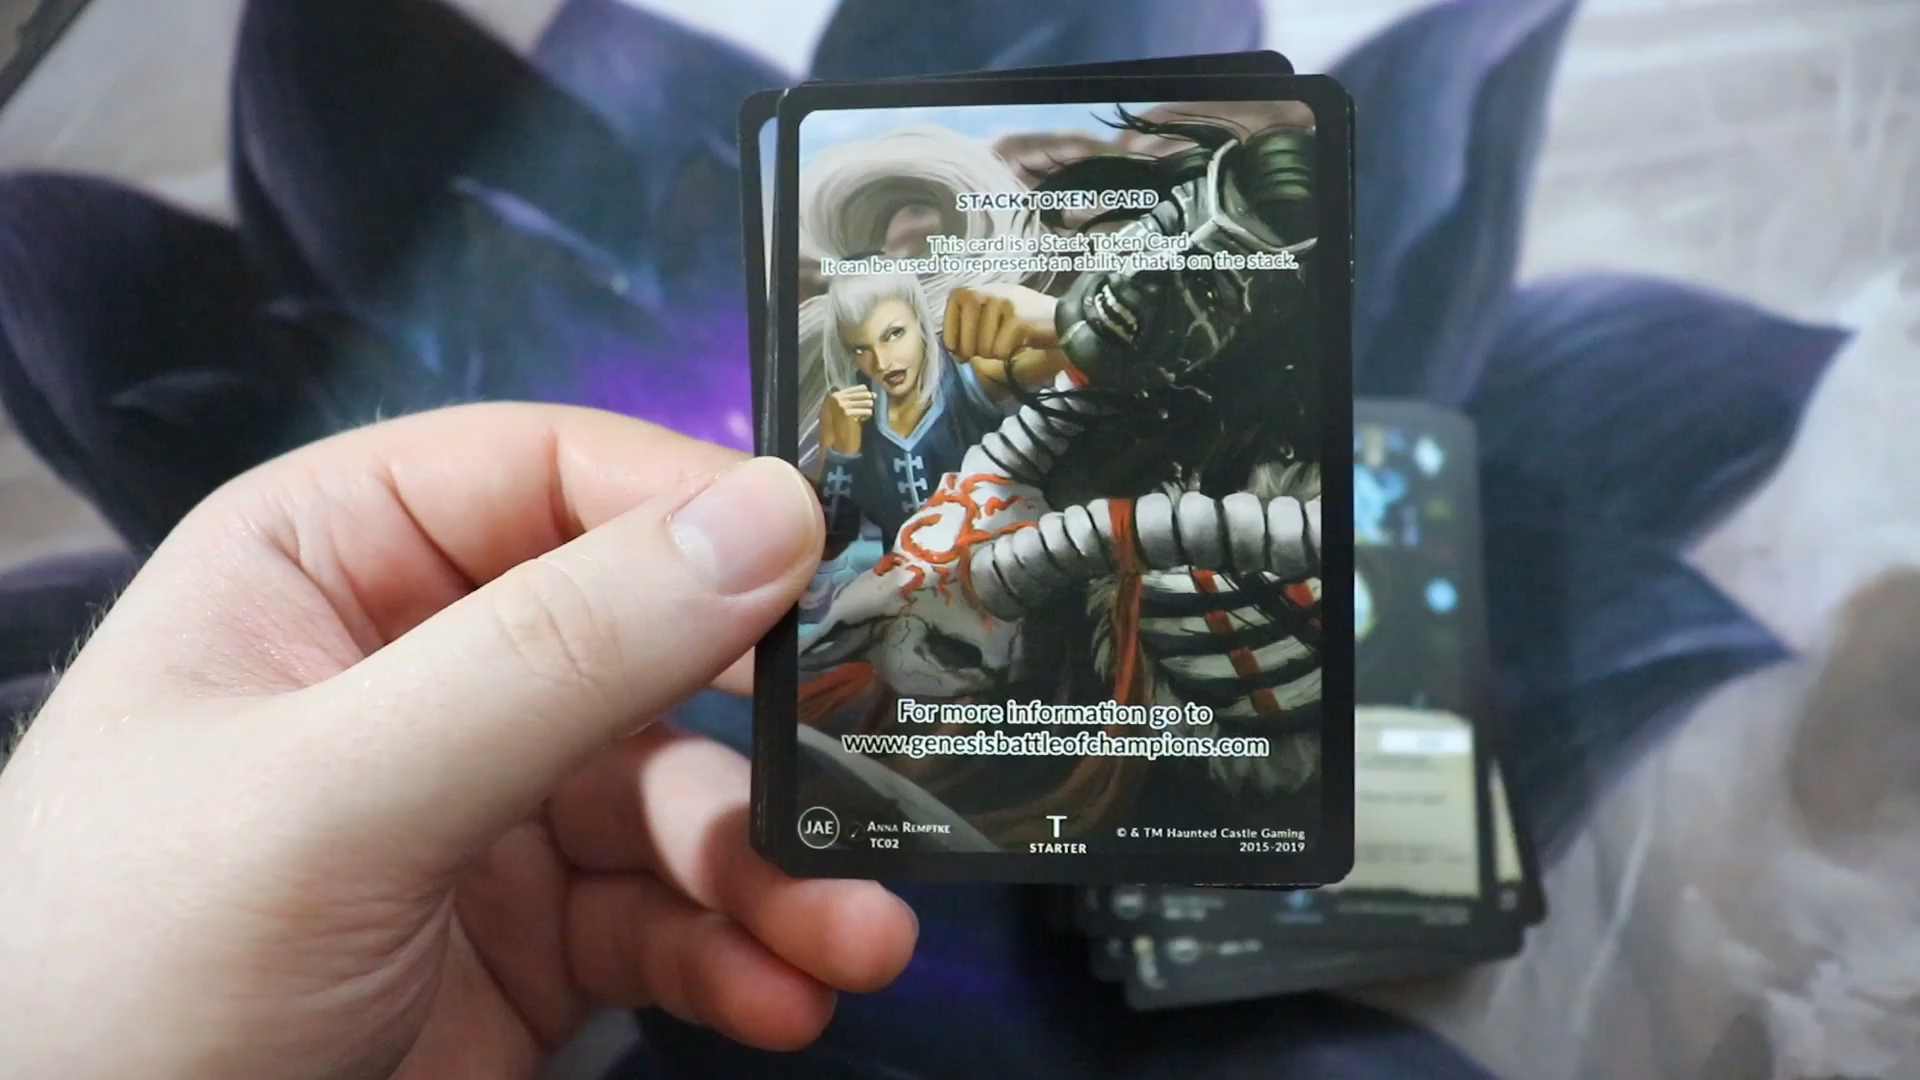 STACK TOKEN CARD
This card is a Stack Token Card
It can be used to represent an ability that is on the stack.
For more information go to
www.genesisbattleofchampions.com
JAE
ANNA REMPTKE
TC02
T
STARTER
© & TM Haunted Castle Gaming
2015-2019